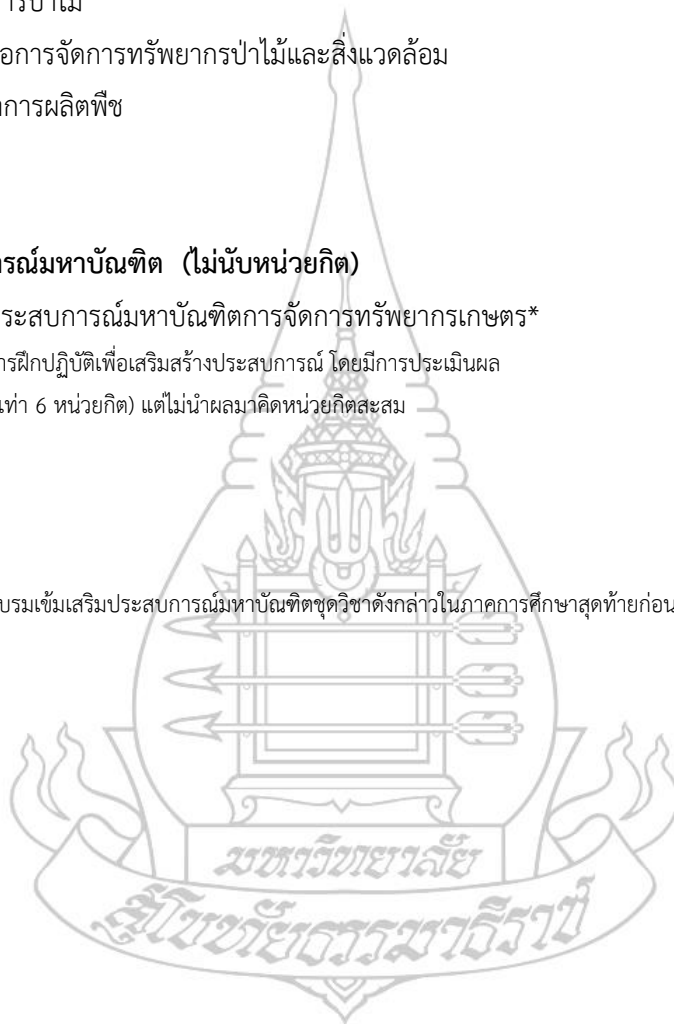 การป่าไม้
อการจัดการทรัพยากรป่าไม้และสิ่งแวดล้อม
การผลิตพืช
รณ์มหาบัณฑิต (ไม่นับหน่วยกิต)
ระสบการณ์มหาบัณฑิตการจัดการทรัพยากรเกษตร*
ารฝึกปฏิบัติเพื่อเสริมสร้างประสบการณ์ โดยมีการประเมินผล
เท่า 6 หน่วยกิต) แต่ไม่นำผลมาคิดหน่วยกิตสะสม
บรมเข้มเสริมประสบการณ์มหาบัณฑิตชุดวิชาดังกล่าวในภาคการศึกษาสุดท้ายก่อน
มหาวิทยาลัย
สุโขทัยธรรมาธิราช